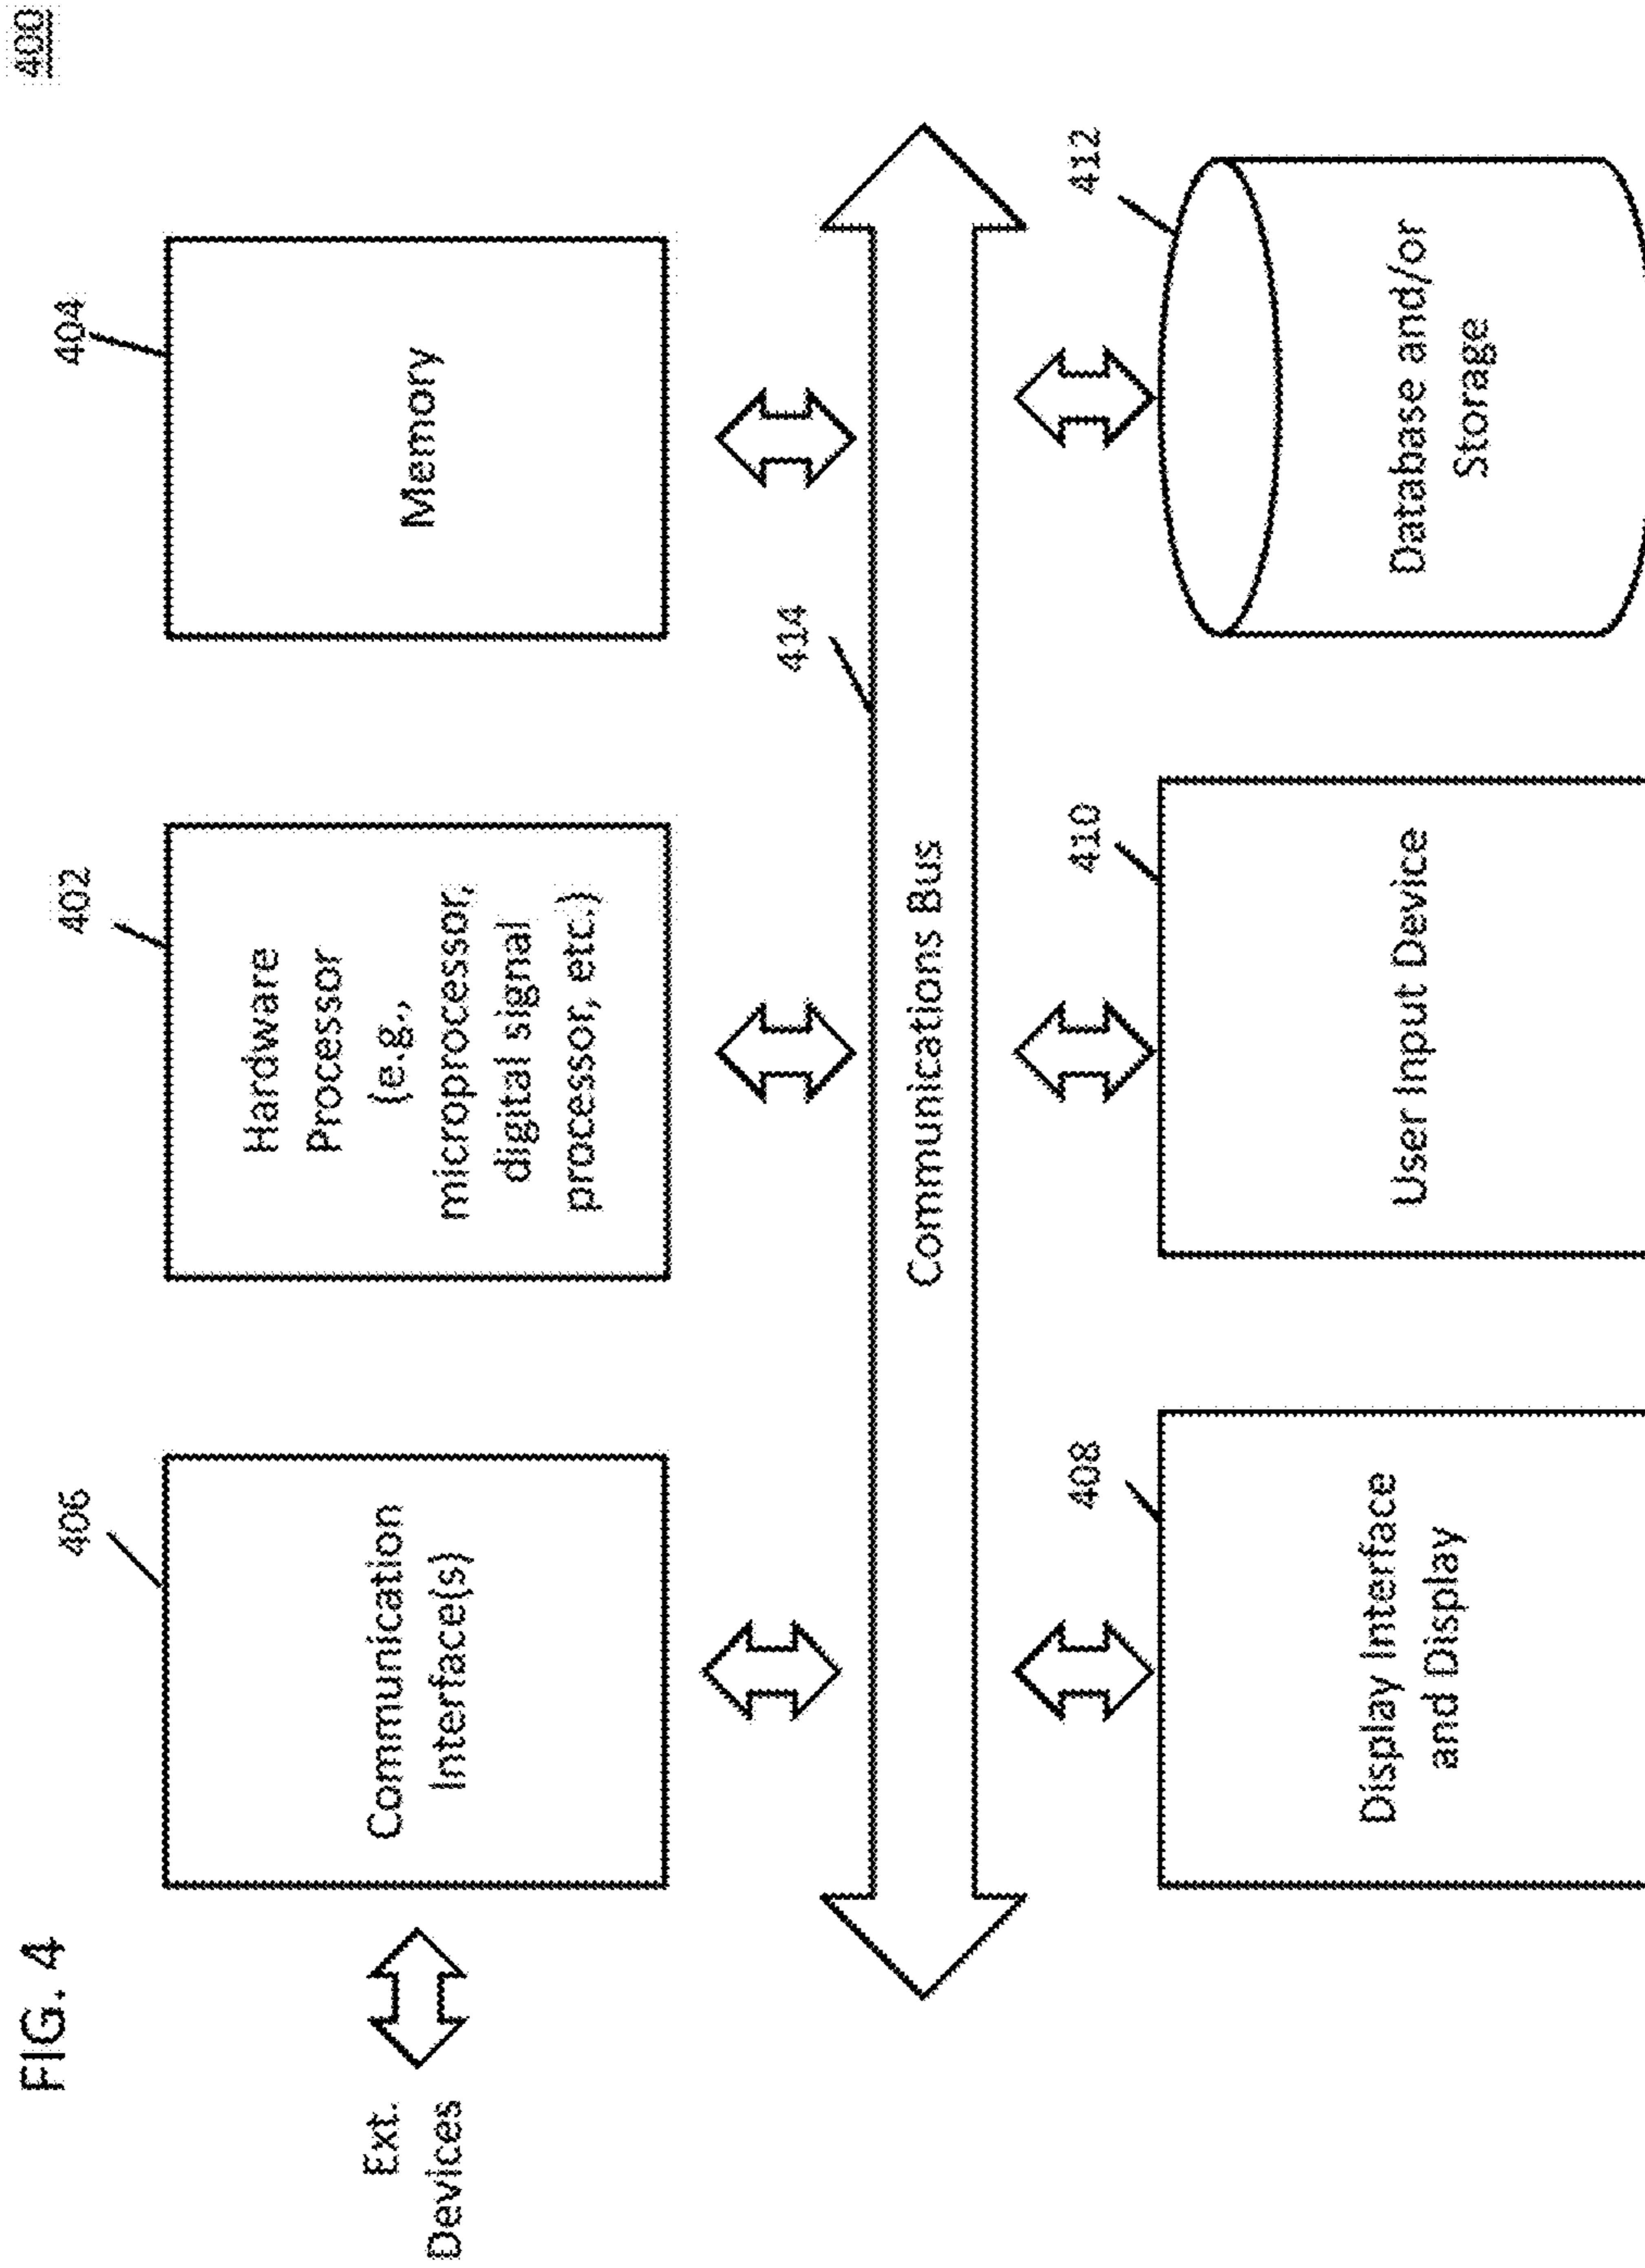 FIG. 4
400
406
402
404
Ext.
Devices
Communication
Interface(s)
Hardware
Processor
(e.g.,
microprocessor,
digital signal
processor, etc.)
Memory
414
Communications Bus
408
410
412
Display Interface
and Display
User Input Device
Database and/or
Storage